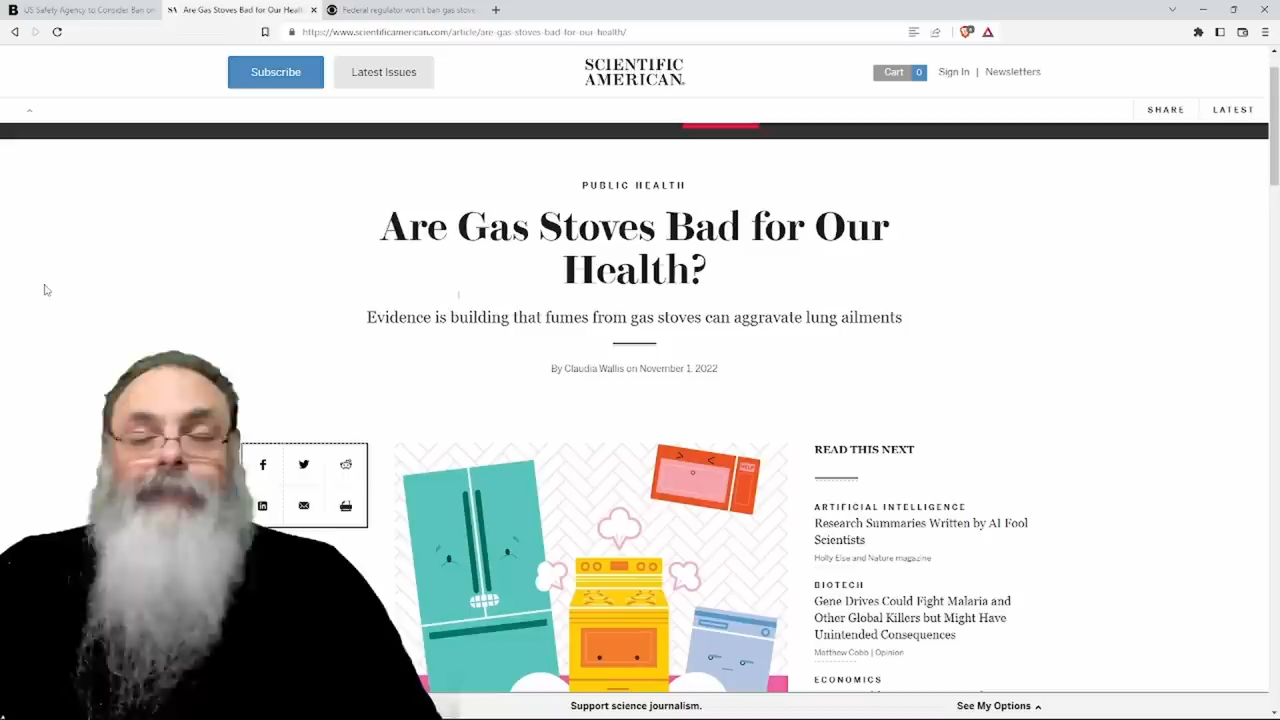 US Safety Agency to Consider Ban on
Are Gas Stoves Bad for Our Healt
Federal regulator won't ban gas stove
https://www.scientificamerican.com/article/are-gas-stoves-bad-for-our-health/
Subscribe
Latest Issues
SCIENTIFIC
AMERICAN
Cart 0
Sign In | Newsletters
SHARE
LATEST
PUBLIC HEALTH
Are Gas Stoves Bad for Our
Health?
Evidence is building that fumes from gas stoves can aggravate lung ailments
By Claudia Wallis on November 1, 2022
HELP
READ THIS NEXT
ARTIFICIAL INTELLIGENCE
Research Summaries Written by AI Fool
Scientists
Holly Else and Nature magazine
BIOTECH
Gene Drives Could Fight Malaria and
Other Global Killers but Might Have
Unintended Consequences
Matthew Cobb | Opinion
ECONOMICS
Support science journalism.
See My Options